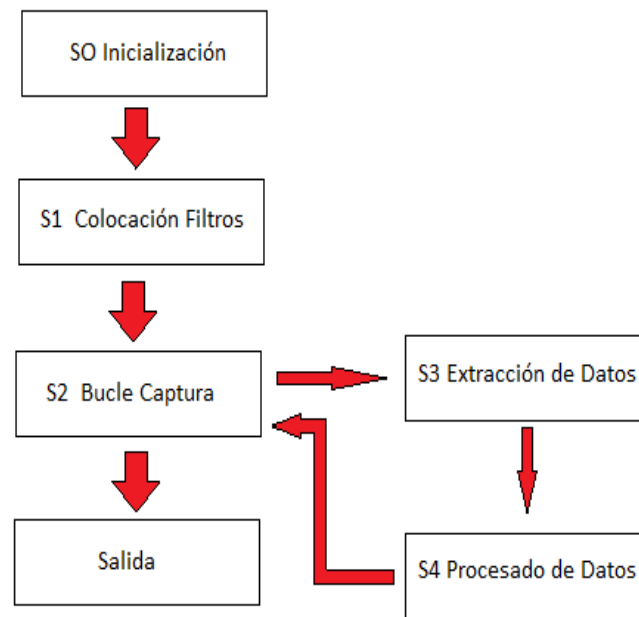 SO Inicialización
S1 Colocación Filtros
S2 Bucle Captura
S3 Extracción de Datos
Salida
S4 Procesado de Datos